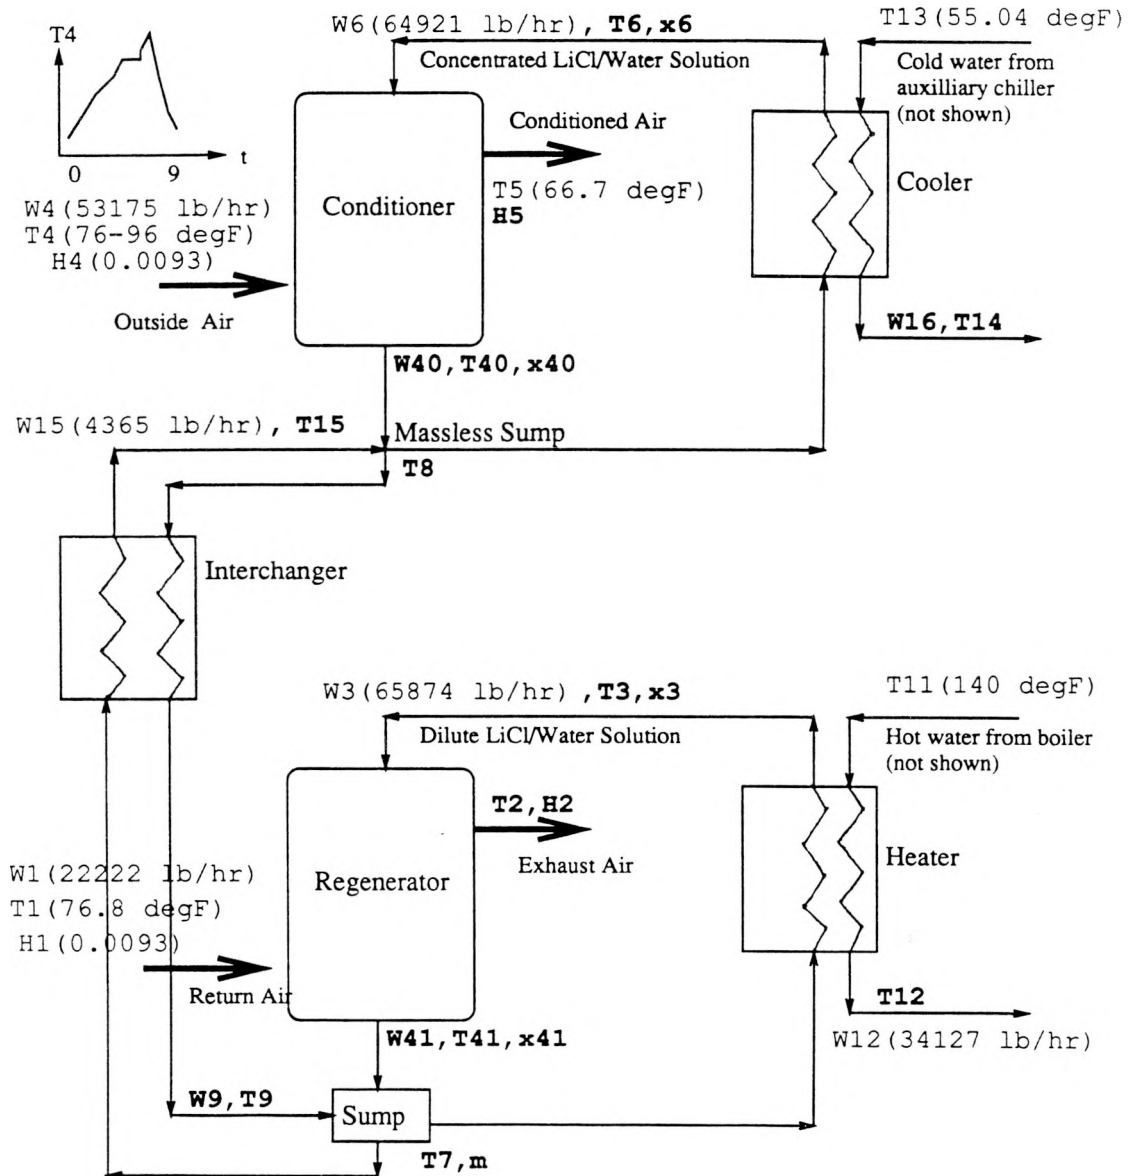 W6(64921 lb/hr), T6,x6
T13(55.04 degF)
T4
Concentrated LiCl/Water Solution
Cold water from
auxilliary chiller
(not shown)
Conditioned Air
t
0
9
Cooler
T5(66.7 degF)
H5
Conditioner
W4(53175 lb/hr)
T4(76-96 degF)
H4(0.0093)
Outside Air
W16,T14
W40,T40,x40
W15(4365 lb/hr), T15
Massless Sump
T8
Interchanger
W3(65874 lb/hr) ,T3,x3
T11(140 degF)
Dilute LiCl/Water Solution
Hot water from boiler
(not shown)
T2,H2
Exhaust Air
Heater
W1(22222 lb/hr)
T1(76.8 degF)
H1(0.0093)
Regenerator
Return Air
T12
W12(34127 lb/hr)
W41,T41,x41
W9,T9
Sump
T7,m